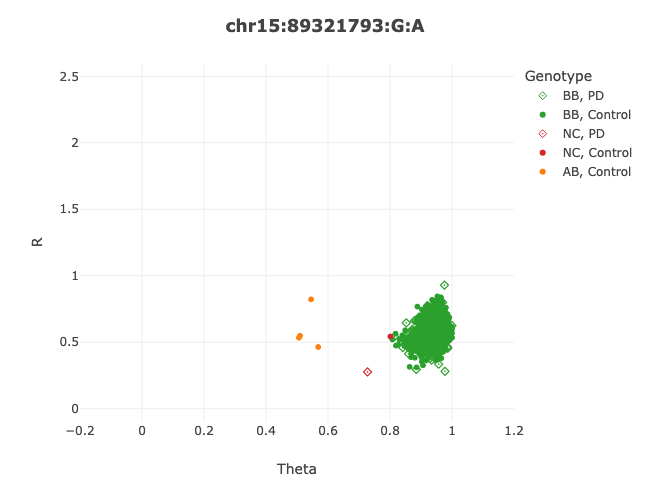 chr15:89321793:G:A
Genotype
BB, PD
BB, Control
NC, PD
NC, Control
AB, Control
2.5
2
1.5
1
0.5
0
R
−0.2 0 0.2 0.4 0.6 0.8 1 1.2
Theta